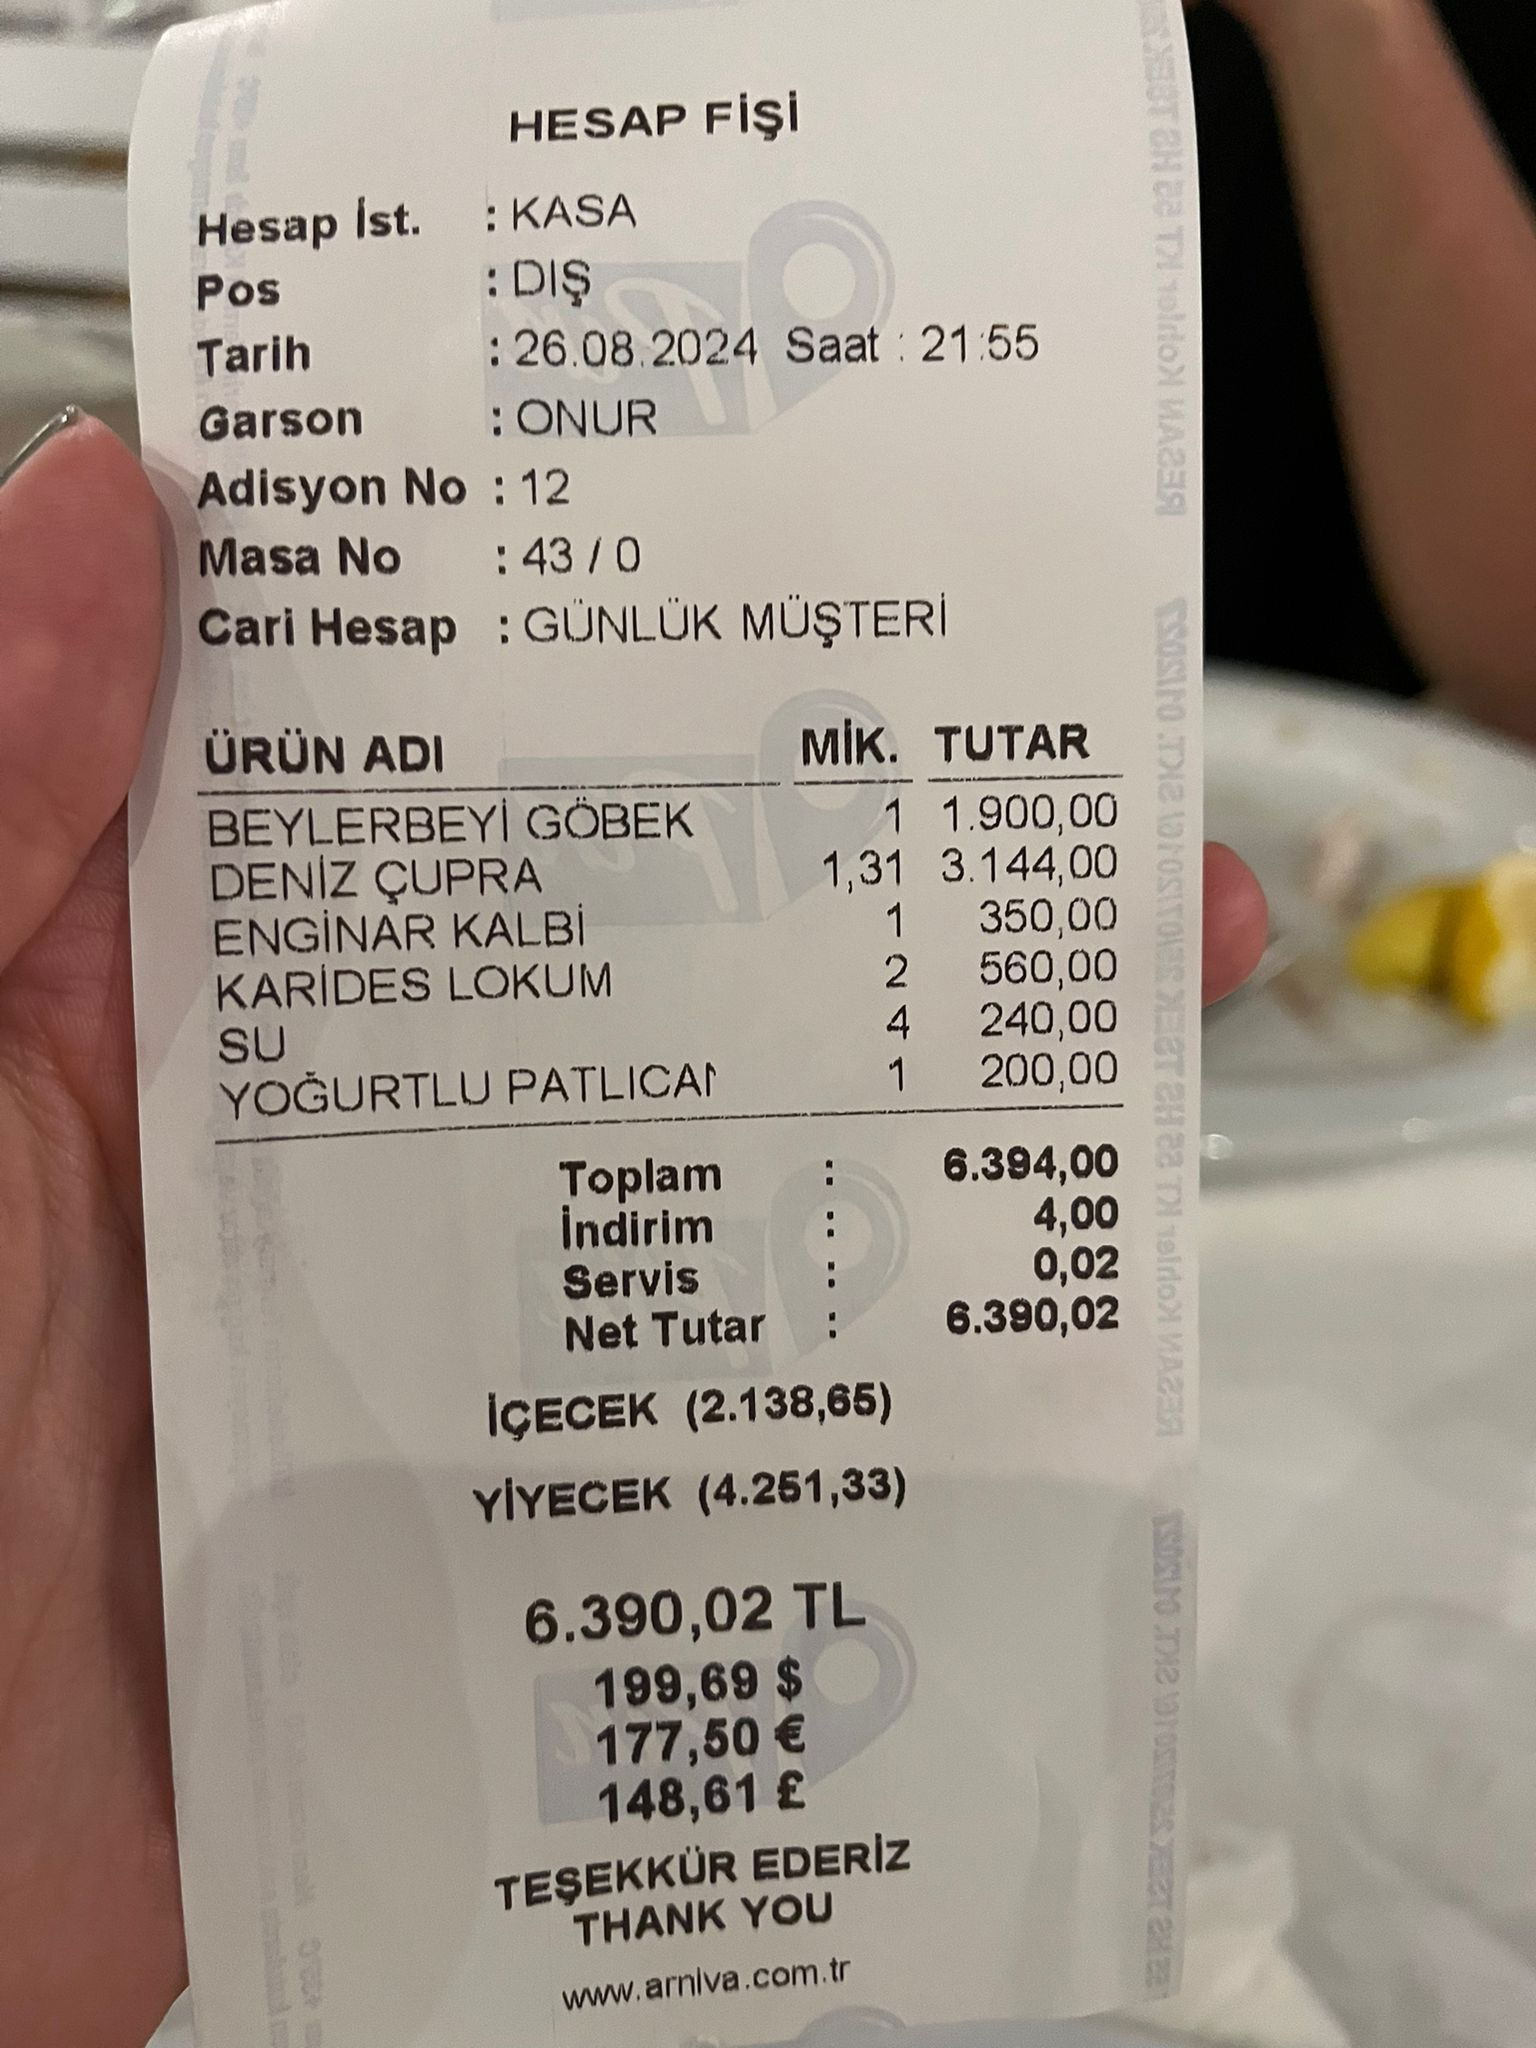 HESAP FİŞİ
Hesap İst. : KASA
Pos : DIŞ
Tarih : 26.08.2024 Saat : 21:55
Garson : ONUR
Adisyon No : 12
Masa No : 43 / 0
Cari Hesap : GÜNLÜK MÜŞTERİ
ÜRÜN ADI MİK. TUTAR
BEYLERBEYİ GÖBEK 1 1.900,00
DENİZ ÇUPRA 1,31 3.144,00
ENGİNAR KALBİ 1 350,00
KARİDES LOKUM 2 560,00
SU 4 240,00
YOĞURTLU PATLICAN 1 200,00
Toplam : 6.394,00
İndirim : 4,00
Servis : 0,02
Net Tutar : 6.390,02
İÇECEK (2.138,65)
YİYECEK (4.251,33)
6.390,02 TL
199,69 $
177,50 €
148,61 £
TEŞEKKÜR EDERİZ
THANK YOU
www.arniva.com.tr